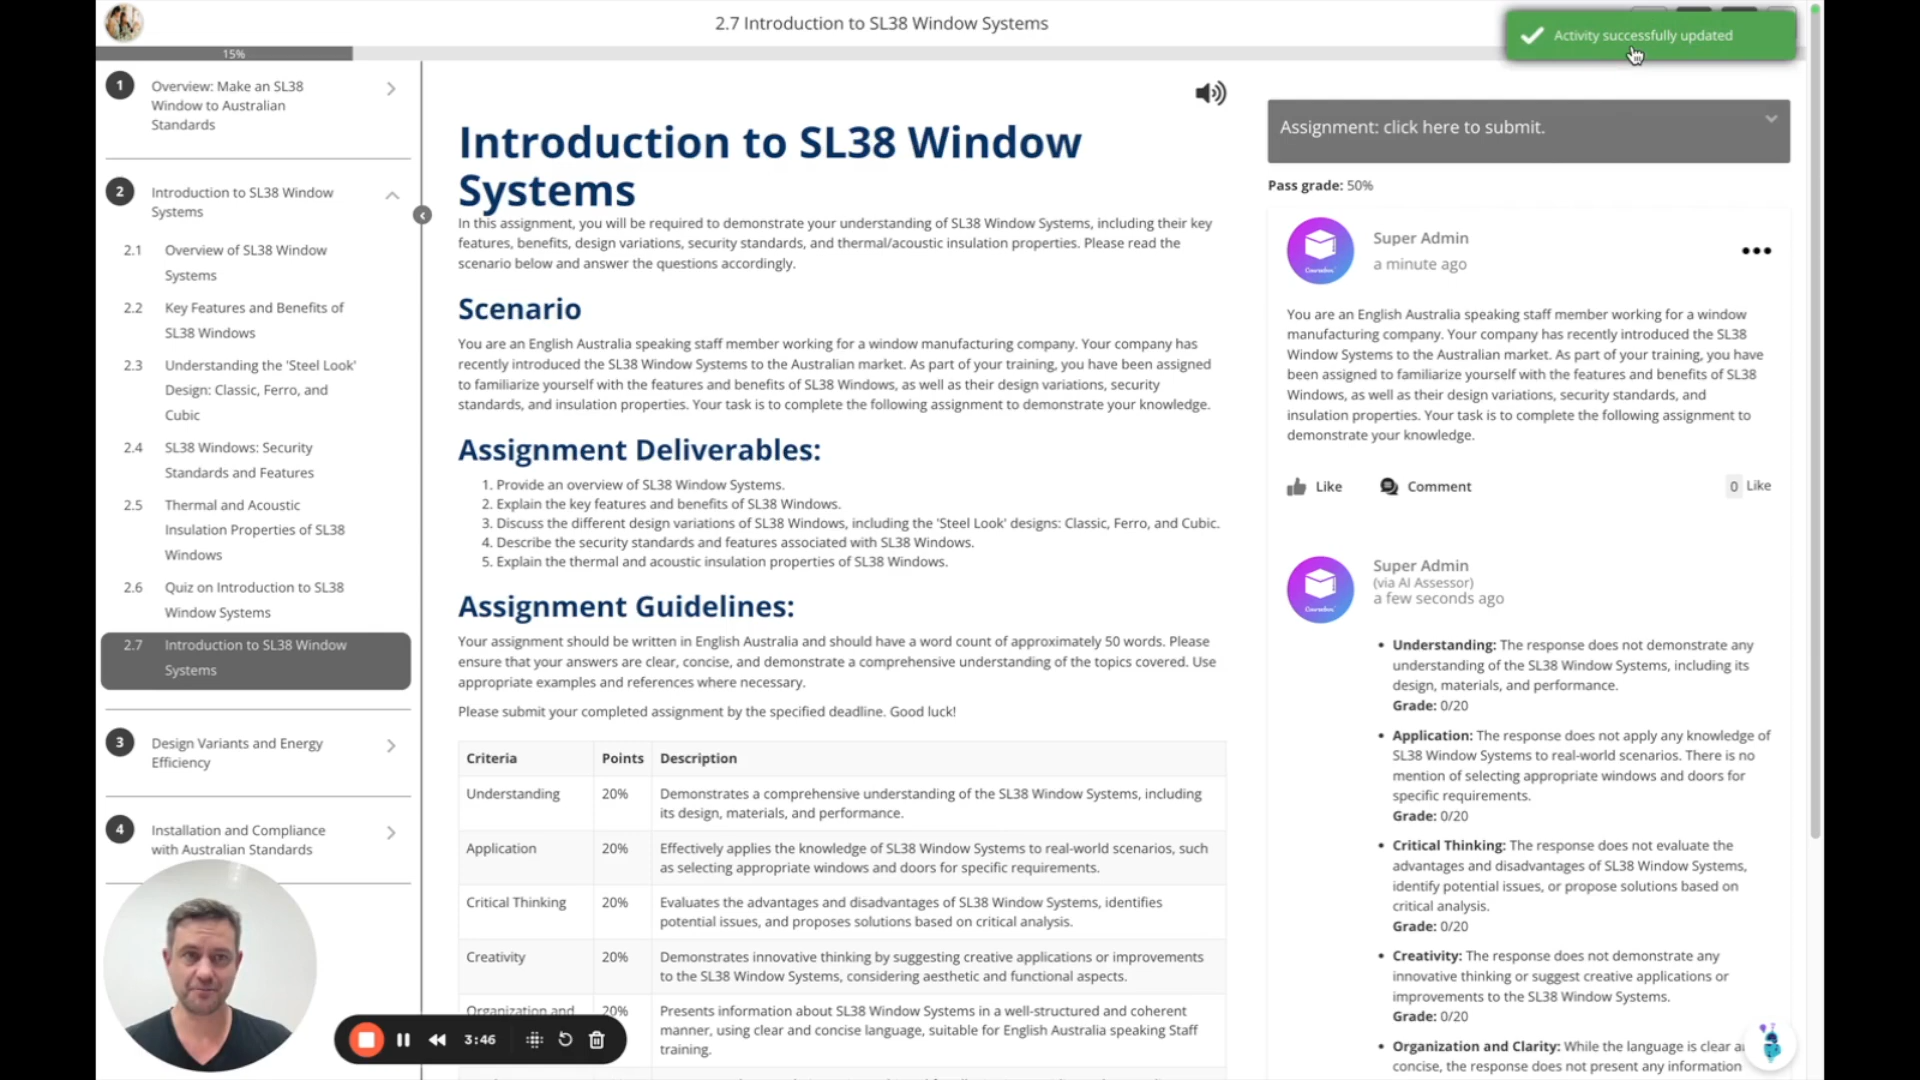 2.7 Introduction to SL38 Window Systems
Activity successfully updated
15%
1
Overview: Make an SL38
Window to Australian
Standards
2
Introduction to SL38 Window
Systems
2.1 Overview of SL38 Window
Systems
2.2 Key Features and Benefits of
SL38 Windows
2.3 Understanding the 'Steel Look'
Design: Classic, Ferro, and
Cubic
2.4 SL38 Windows: Security
Standards and Features
2.5 Thermal and Acoustic
Insulation Properties of SL38
Windows
2.6 Quiz on Introduction to SL38
Window Systems
2.7 Introduction to SL38 Window
Systems
3
Design Variants and Energy
Efficiency
4
Installation and Compliance
with Australian Standards
3:46
Introduction to SL38 Window
Systems
In this assignment, you will be required to demonstrate your understanding of SL38 Window Systems, including their key
features, benefits, design variations, security standards, and thermal/acoustic insulation properties. Please read the
scenario below and answer the questions accordingly.
Scenario
You are an English Australia speaking staff member working for a window manufacturing company. Your company has
recently introduced the SL38 Window Systems to the Australian market. As part of your training, you have been assigned
to familiarize yourself with the features and benefits of SL38 Windows, as well as their design variations, security
standards, and insulation properties. Your task is to complete the following assignment to demonstrate your knowledge.
Assignment Deliverables:
1. Provide an overview of SL38 Window Systems.
2. Explain the key features and benefits of SL38 Windows.
3. Discuss the different design variations of SL38 Windows, including the 'Steel Look' designs: Classic, Ferro, and Cubic.
4. Describe the security standards and features associated with SL38 Windows.
5. Explain the thermal and acoustic insulation properties of SL38 Windows.
Assignment Guidelines:
Your assignment should be written in English Australia and should have a word count of approximately 50 words. Please
ensure that your answers are clear, concise, and demonstrate a comprehensive understanding of the topics covered. Use
appropriate examples and references where necessary.
Please submit your completed assignment by the specified deadline. Good luck!
Criteria Points Description
Understanding 20% Demonstrates a comprehensive understanding of the SL38 Window Systems, including
its design, materials, and performance.
Application 20% Effectively applies the knowledge of SL38 Window Systems to real-world scenarios, such
as selecting appropriate windows and doors for specific requirements.
Critical Thinking 20% Evaluates the advantages and disadvantages of SL38 Window Systems, identifies
potential issues, and proposes solutions based on critical analysis.
Creativity 20% Demonstrates innovative thinking by suggesting creative applications or improvements
to the SL38 Window Systems, considering aesthetic and functional aspects.
Organization and 20% Presents information about SL38 Window Systems in a well-structured and coherent
manner, using clear and concise language, suitable for English Australia speaking Staff
training.
Assignment: click here to submit.
Pass grade: 50%
Coursebox
Super Admin
a minute ago
You are an English Australia speaking staff member working for a window
manufacturing company. Your company has recently introduced the SL38
Window Systems to the Australian market. As part of your training, you have
been assigned to familiarize yourself with the features and benefits of SL38
Windows, as well as their design variations, security standards, and
insulation properties. Your task is to complete the following assignment to
demonstrate your knowledge.
Like Comment 0 Like
Coursebox
Super Admin
(via AI Assessor)
a few seconds ago
• Understanding: The response does not demonstrate any
understanding of the SL38 Window Systems, including its
design, materials, and performance.
Grade: 0/20
• Application: The response does not apply any knowledge of
SL38 Window Systems to real-world scenarios. There is no
mention of selecting appropriate windows and doors for
specific requirements.
Grade: 0/20
• Critical Thinking: The response does not evaluate the
advantages and disadvantages of SL38 Window Systems,
identify potential issues, or propose solutions based on
critical analysis.
Grade: 0/20
• Creativity: The response does not demonstrate any
innovative thinking or suggest creative applications or
improvements to the SL38 Window Systems.
Grade: 0/20
• Organization and Clarity: While the language is clear
concise, the response does not present any information